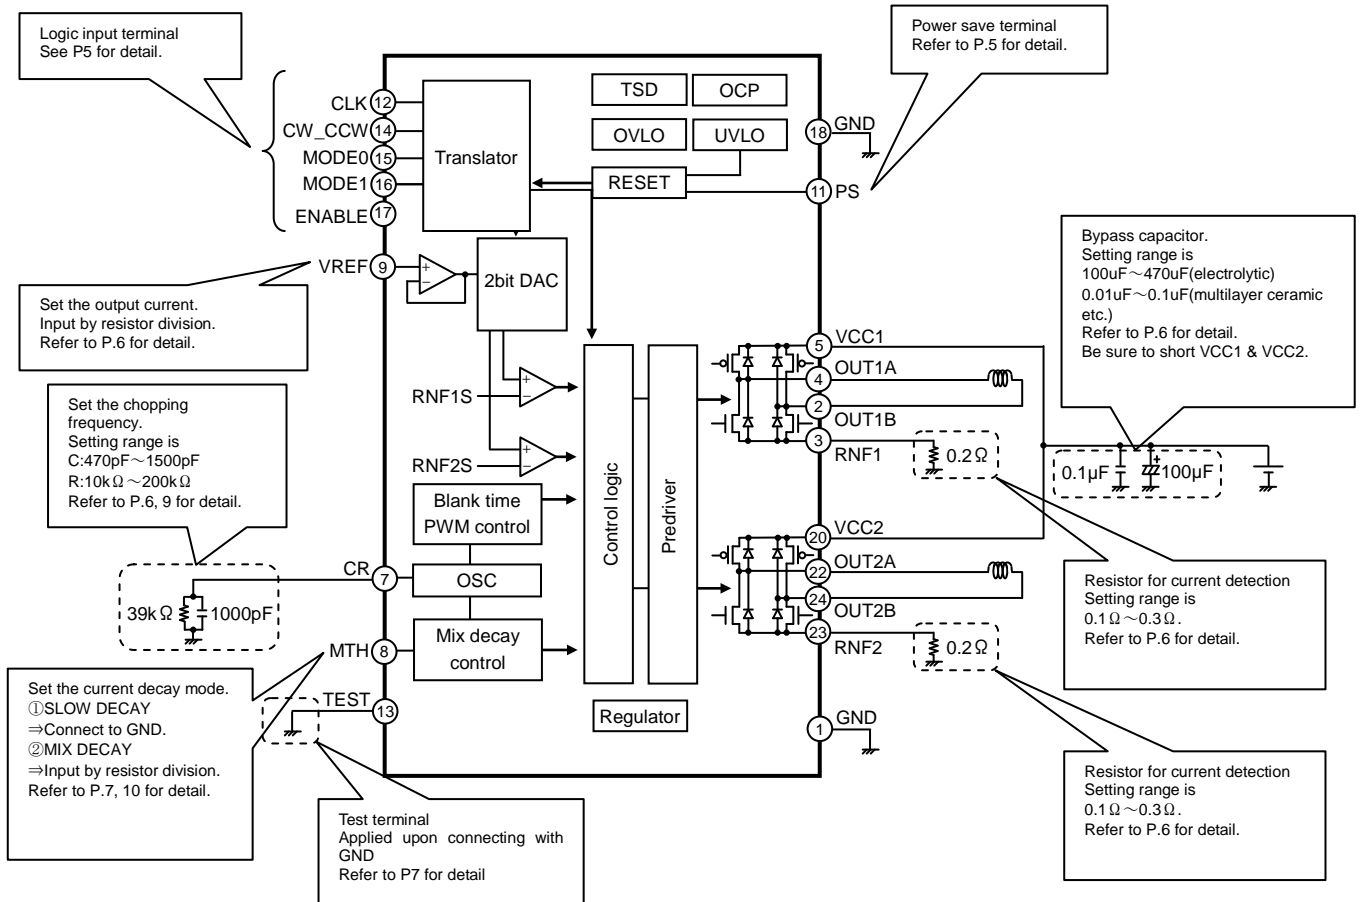 Logic input terminal
See P5 for detail.
Power save terminal
Refer to P.5 for detail.
CLK 12
CW_CCW 14
MODE0 15
MODE1 16
ENABLE 17
Translator
TSD
OCP
OVLO
UVLO
RESET
18 GND
11 PS
VREF 9
+
−
2bit DAC
Set the output current.
Input by resistor division.
Refer to P.6 for detail.
Bypass capacitor.
Setting range is
100uF～470uF(electrolytic)
0.01uF～0.1uF(multilayer ceramic
etc.)
Refer to P.6 for detail.
Be sure to short VCC1 & VCC2.
Set the chopping
frequency.
Setting range is
C:470pF～1500pF
R:10kΩ～200kΩ
Refer to P.6, 9 for detail.
RNF1S
+
−
RNF2S
+
−
Blank time
PWM control
OSC
Mix decay
control
Control logic
Predriver
Regulator
5 VCC1
4 OUT1A
2 OUT1B
3 RNF1
0.2Ω
0.1µF
+
100µF
20 VCC2
22 OUT2A
24 OUT2B
23 RNF2
0.2Ω
1 GND
CR 7
39kΩ
1000pF
MTH 8
TEST 13
Set the current decay mode.
①SLOW DECAY
⇒Connect to GND.
②MIX DECAY
⇒Input by resistor division.
Refer to P.7, 10 for detail.
Test terminal
Applied upon connecting with
GND
Refer to P7 for detail
Resistor for current detection
Setting range is
0.1Ω～0.3Ω.
Refer to P.6 for detail.
Resistor for current detection
Setting range is
0.1Ω～0.3Ω.
Refer to P.6 for detail.